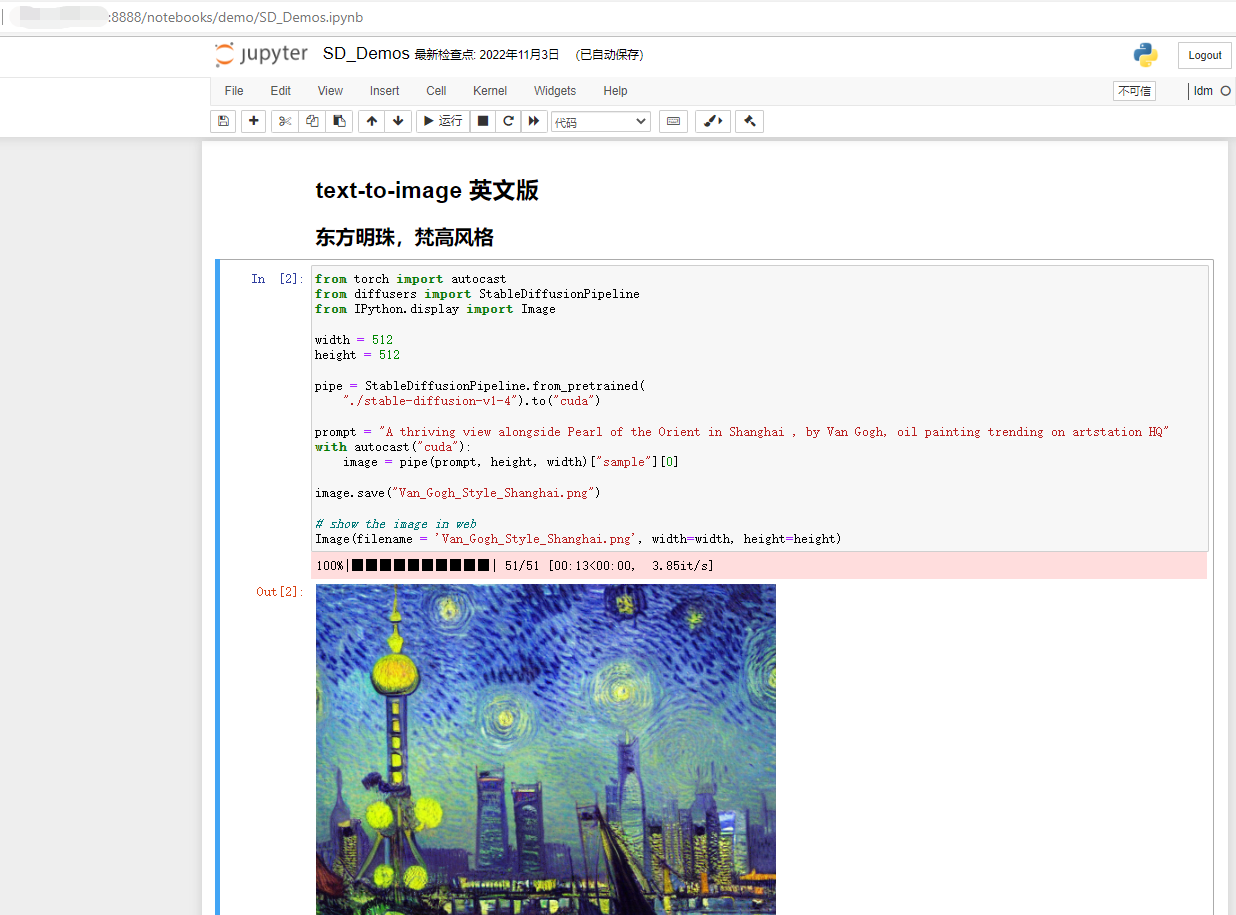 :8888/notebooks/demo/SD_Demos.ipynb
jupyter SD_Demos 最新检查点: 2022年11月3日 (已自动保存) Logout
File Edit View Insert Cell Kernel Widgets Help 不可信 ldm
运行 代码
text-to-image 英文版
东方明珠，梵高风格
In [2]:
from torch import autocast
from diffusers import StableDiffusionPipeline
from IPython.display import Image
width = 512
height = 512
pipe = StableDiffusionPipeline.from_pretrained(
"./stable-diffusion-v1-4").to("cuda")
prompt = "A thriving view alongside Pearl of the Orient in Shanghai , by Van Gogh, oil painting trending on artstation HQ"
with autocast("cuda"):
image = pipe(prompt, height, width)["sample"][0]
image.save("Van_Gogh_Style_Shanghai.png")
# show the image in web
Image(filename = 'Van_Gogh_Style_Shanghai.png', width=width, height=height)
100%|██████████| 51/51 [00:13<00:00, 3.85it/s]
Out[2]: